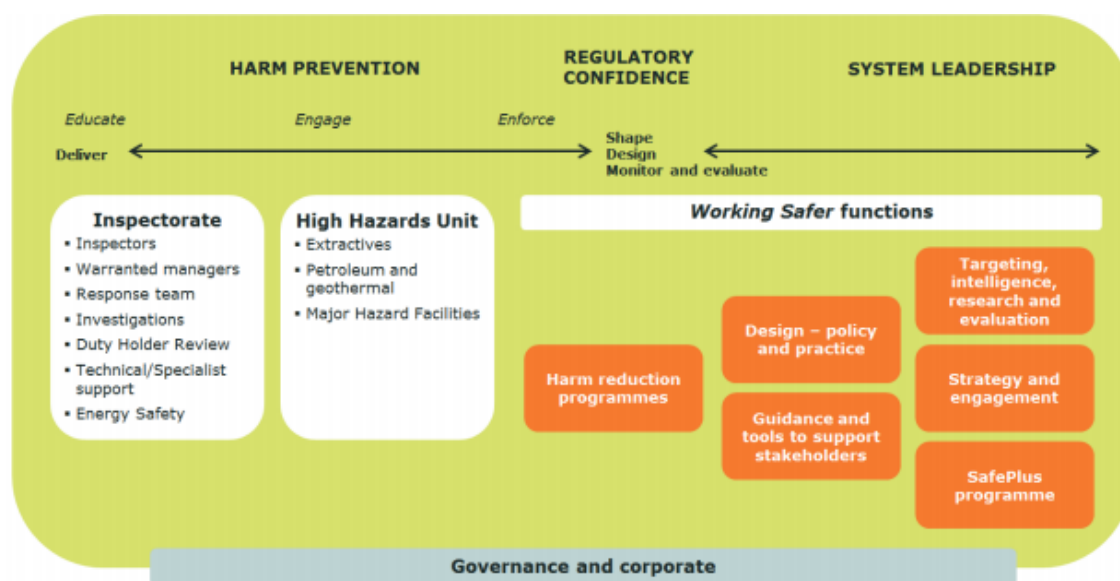 HARM PREVENTION
REGULATORY
CONFIDENCE
SYSTEM LEADERSHIP
Educate
Engage
Enforce
Deliver
Shape
Design
Monitor and evaluate
Inspectorate
▪ Inspectors
▪ Warranted managers
▪ Response team
▪ Investigations
▪ Duty Holder Review
▪ Technical/Specialist
support
▪ Energy Safety
High Hazards Unit
▪ Extractives
▪ Petroleum and
geothermal
▪ Major Hazard Facilities
Working Safer functions
Harm reduction
programmes
Design – policy
and practice
Guidance and
tools to support
stakeholders
Targeting,
intelligence,
research and
evaluation
Strategy and
engagement
SafePlus
programme
Governance and corporate